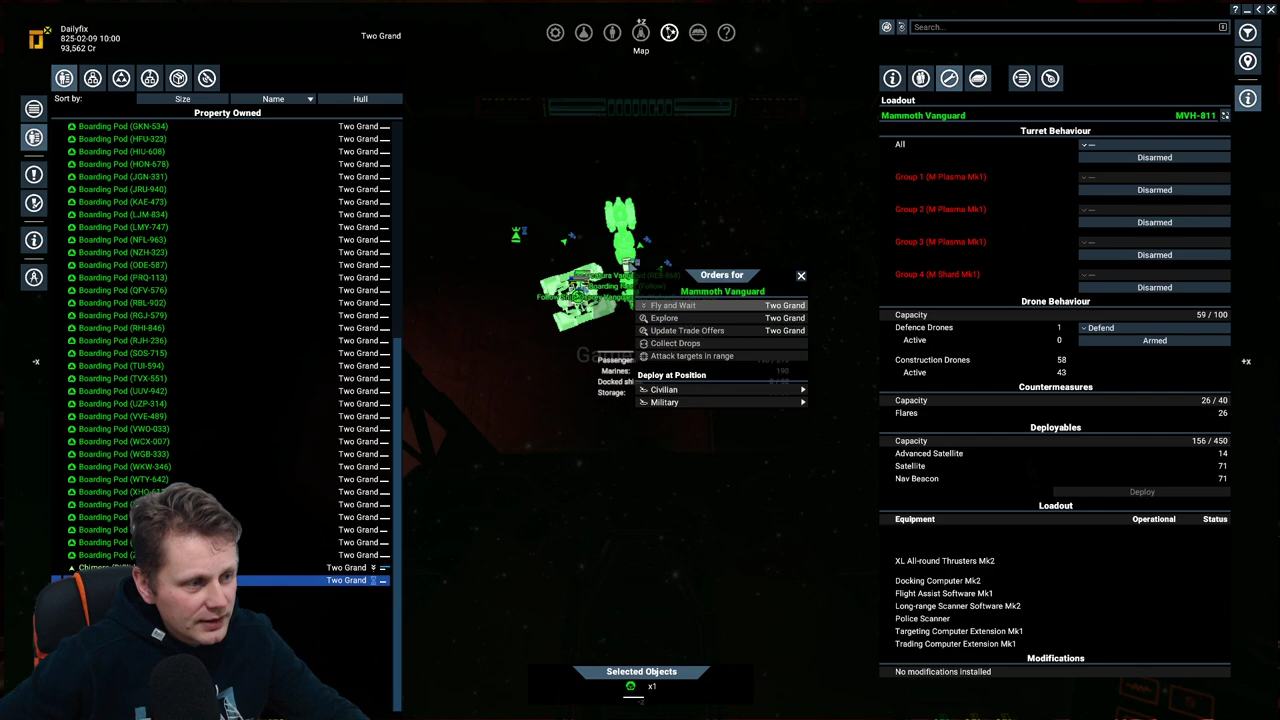 Dailyfix
825-02-09 10:00
93,562 Cr
Two Grand
+Z
Map
Search...
Sort by:
Size
Name
Hull
Property Owned
Boarding Pod (GKN-534) Two Grand
Boarding Pod (HFU-323) Two Grand
Boarding Pod (HIU-608) Two Grand
Boarding Pod (HON-678) Two Grand
Boarding Pod (JGN-331) Two Grand
Boarding Pod (JRU-940) Two Grand
Boarding Pod (KAE-473) Two Grand
Boarding Pod (LJM-834) Two Grand
Boarding Pod (LMY-747) Two Grand
Boarding Pod (NFL-963) Two Grand
Boarding Pod (NZH-323) Two Grand
Boarding Pod (ODE-587) Two Grand
Boarding Pod (PRQ-113) Two Grand
Boarding Pod (QFV-576) Two Grand
Boarding Pod (RBL-902) Two Grand
Boarding Pod (RGJ-579) Two Grand
Boarding Pod (RHI-846) Two Grand
Boarding Pod (RJH-236) Two Grand
Boarding Pod (SOS-715) Two Grand
Boarding Pod (TUI-594) Two Grand
Boarding Pod (TVX-551) Two Grand
Boarding Pod (UUV-942) Two Grand
Boarding Pod (UZP-314) Two Grand
Boarding Pod (VVE-489) Two Grand
Boarding Pod (VWO-033) Two Grand
Boarding Pod (WCX-007) Two Grand
Boarding Pod (WGB-333) Two Grand
Boarding Pod (WKW-346) Two Grand
Boarding Pod (WTY-642) Two Grand
Boarding Pod Two Grand
Boarding Pod Two Grand
Boarding Pod Two Grand
Boarding Pod Two Grand
Boarding Pod Two Grand
Two Grand
Two Grand
-X
+X
Orders for
Mammoth Vanguard
Fly and Wait Two Grand
Explore Two Grand
Update Trade Offers Two Grand
Collect Drops
Attack targets in range
Deploy at Position
Civilian
Military
Marines: 190
Storage:
Selected Objects
x1
-Z
Loadout
Mammoth Vanguard MVH-811
Turret Behaviour
All
Disarmed
Group 1 (M Plasma Mk1)
Disarmed
Group 2 (M Plasma Mk1)
Disarmed
Group 3 (M Plasma Mk1)
Disarmed
Group 4 (M Shard Mk1)
Disarmed
Drone Behaviour
Capacity 59 / 100
Defence Drones 1 Defend
Active 0 Armed
Construction Drones 58
Active 43
Countermeasures
Capacity 26 / 40
Flares 26
Deployables
Capacity 156 / 450
Advanced Satellite 14
Satellite 71
Nav Beacon 71
Deploy
Loadout
Equipment Operational Status
XL All-round Thrusters Mk2
Docking Computer Mk2
Flight Assist Software Mk1
Long-range Scanner Software Mk2
Police Scanner
Targeting Computer Extension Mk1
Trading Computer Extension Mk1
Modifications
No modifications installed